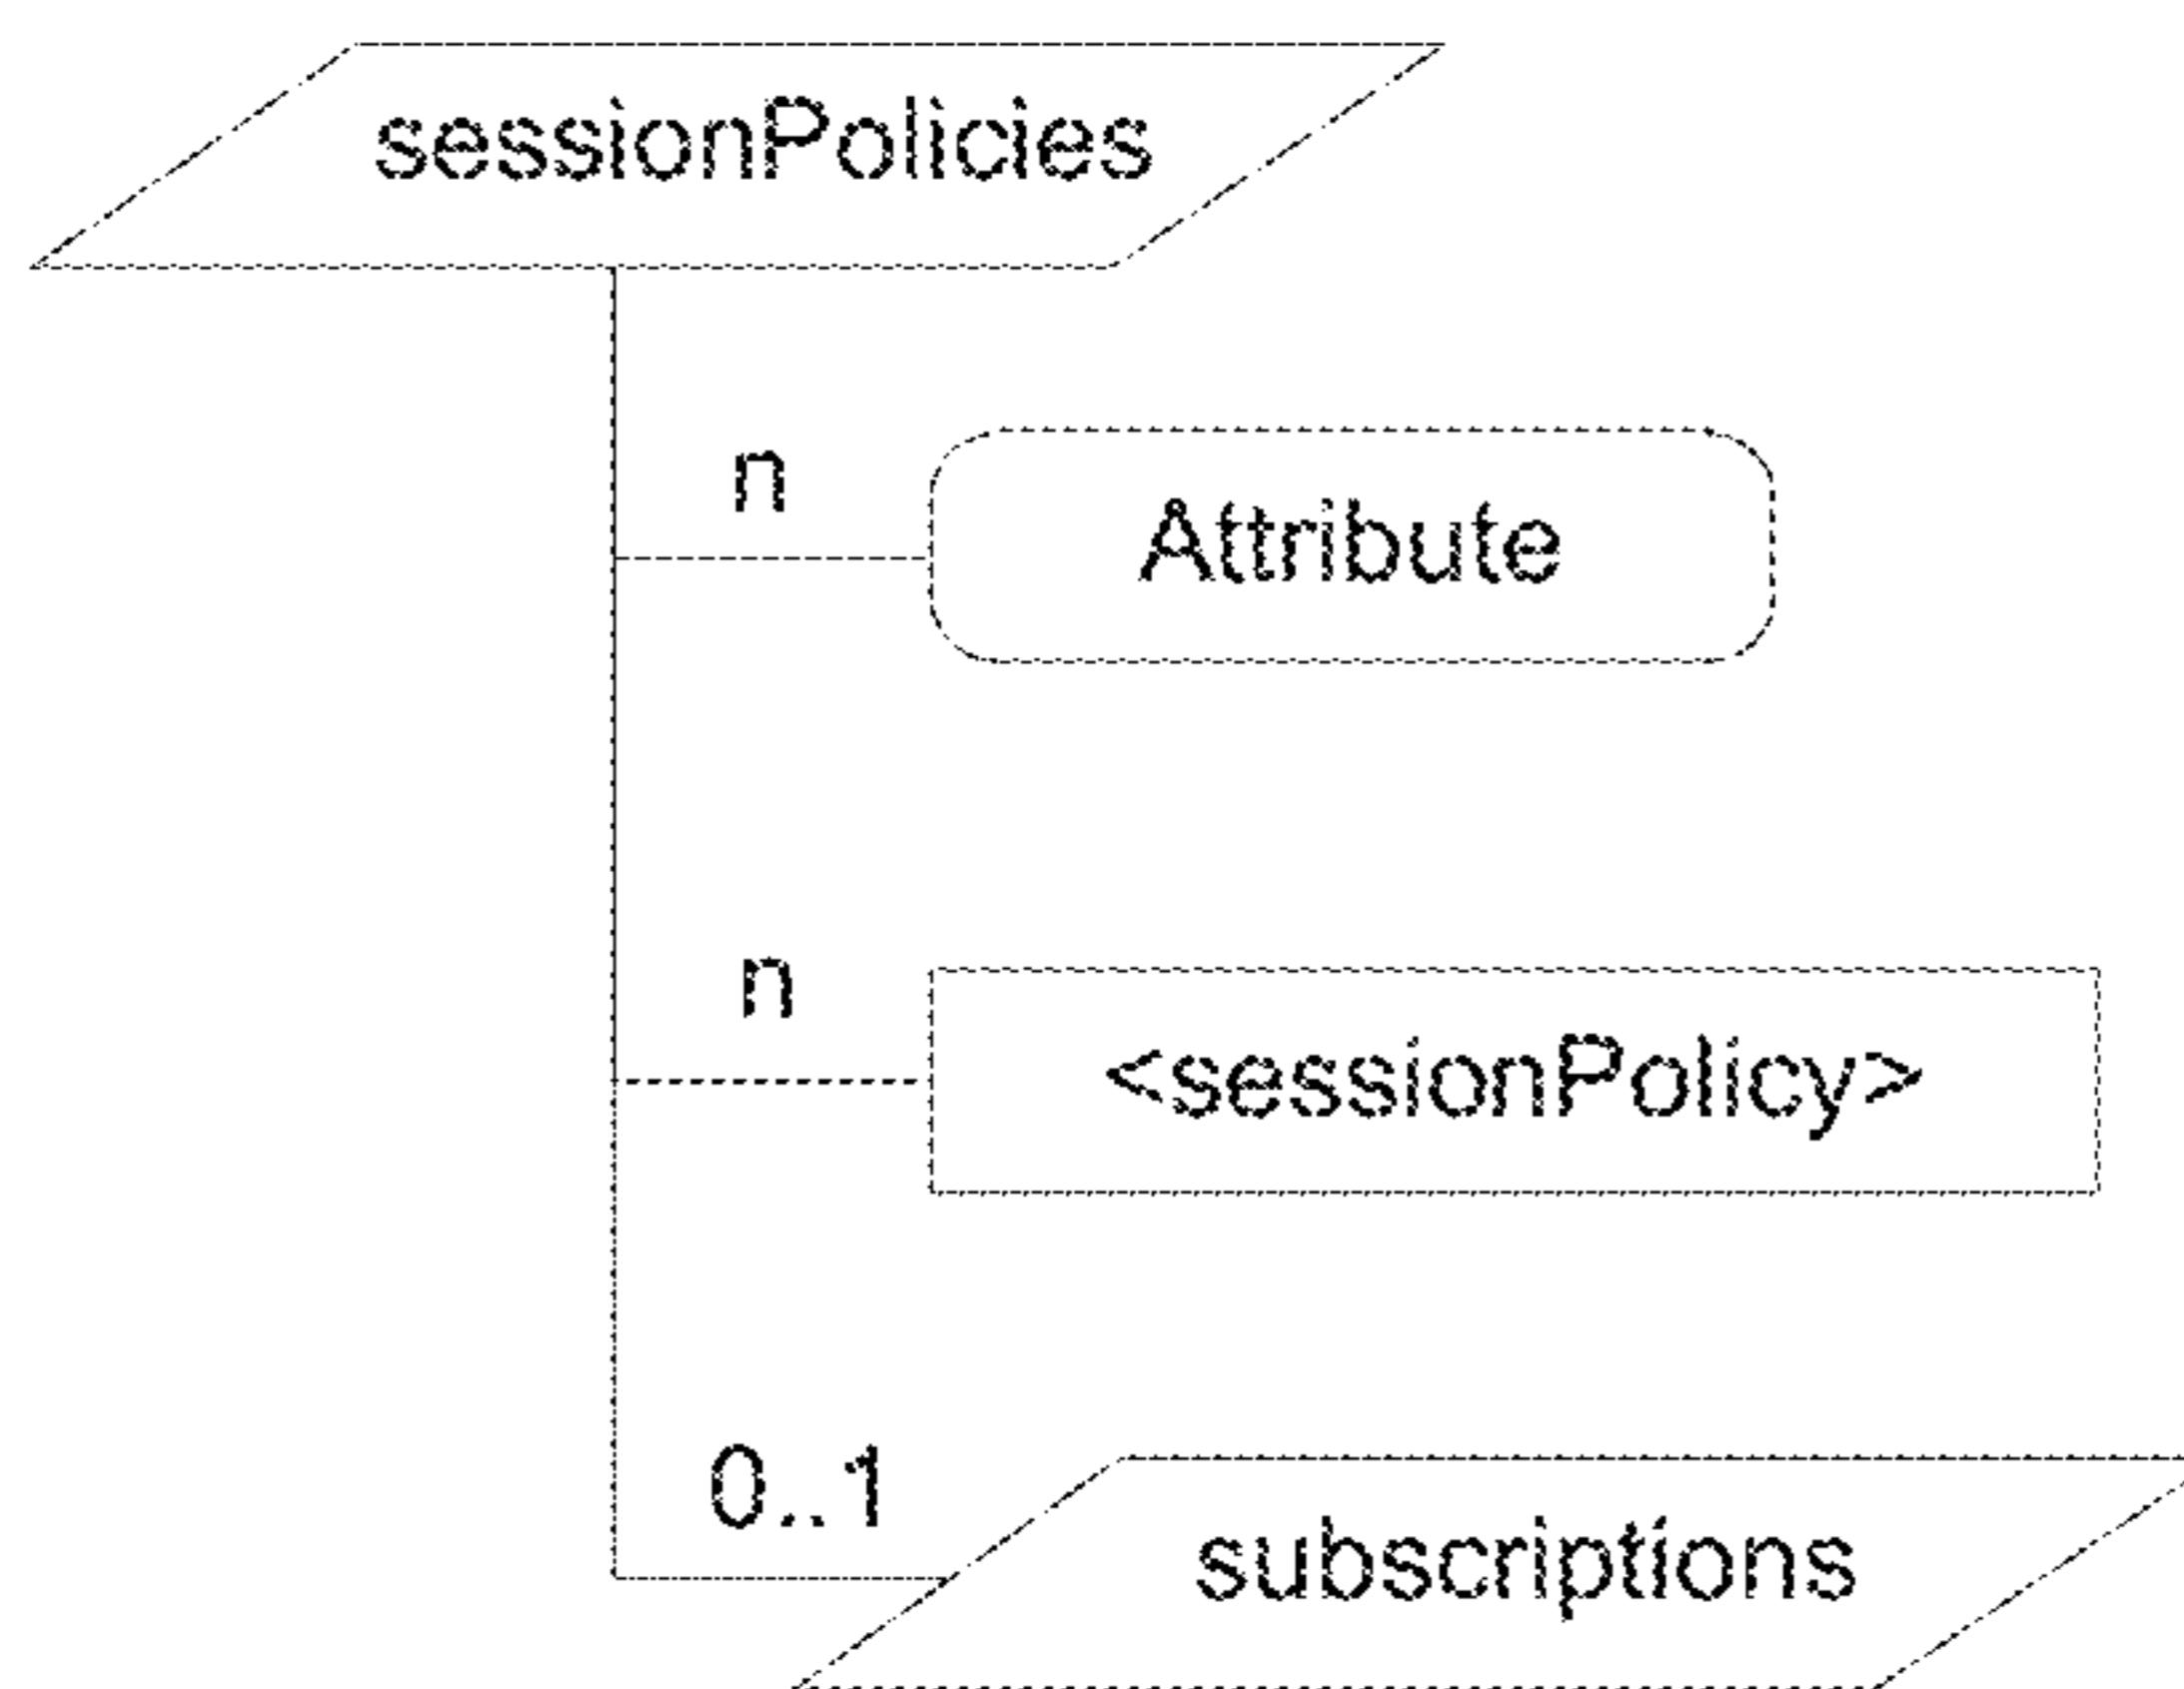 sessionPolicies
n
Attribute
n
<sessionPolicy>
0..1
subscriptions